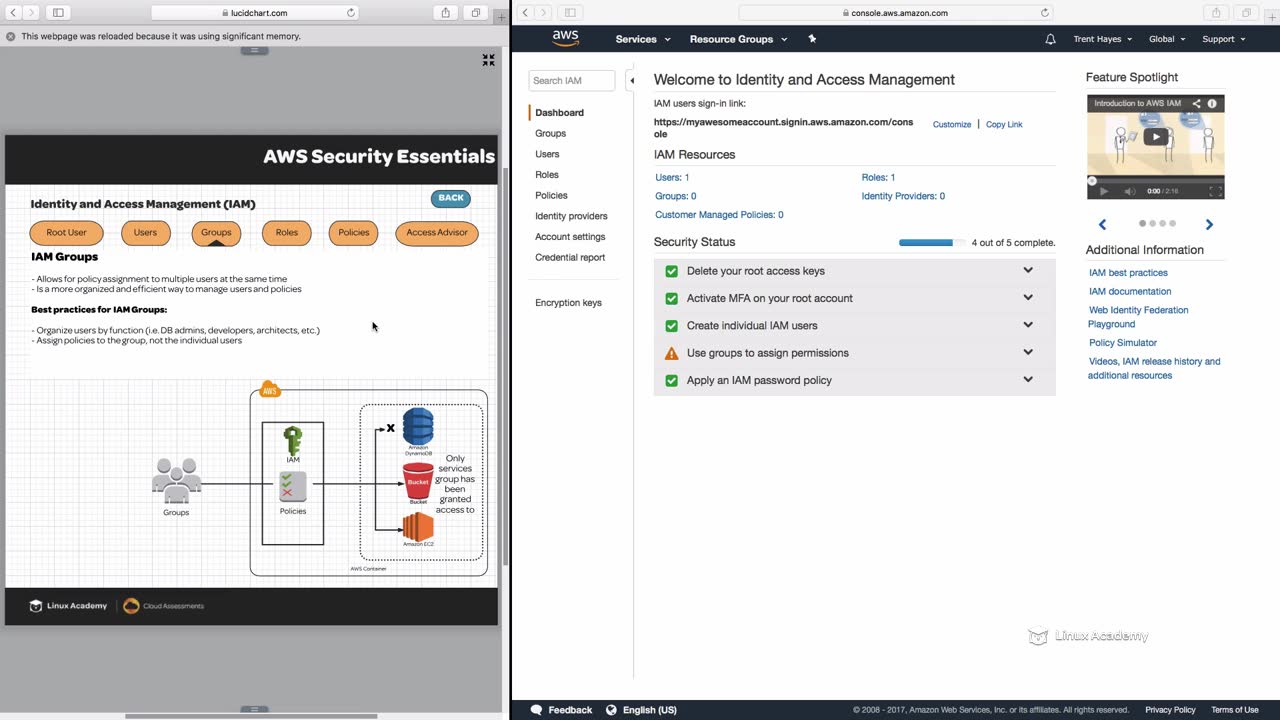 lucidchart.com
This webpage was reloaded because it was using significant memory.
AWS Security Essentials
Identity and Access Management (IAM)
BACK
Root User
Users
Groups
Roles
Policies
Access Advisor
IAM Groups
- Allows for policy assignment to multiple users at the same time
- Is a more organized and efficient way to manage users and policies
Best practices for IAM Groups:
- Organize users by function (i.e. DB admins, developers, architects, etc.)
- Assign policies to the group, not the individual users
AWS
IAM
Policies
Groups
X
Amazon
DynamoDB
Bucket
Bucket
Amazon EC2
Only
services
group has
been
granted
access to
AWS Container
Linux Academy
Cloud Assessments
console.aws.amazon.com
aws
Services
Resource Groups
Trent Hayes
Global
Support
Search IAM
Dashboard
Groups
Users
Roles
Policies
Identity providers
Account settings
Credential report
Encryption keys
Welcome to Identity and Access Management
IAM users sign-in link:
https://myawesomeaccount.signin.aws.amazon.com/cons
ole
Customize | Copy Link
IAM Resources
Users: 1
Roles: 1
Groups: 0
Identity Providers: 0
Customer Managed Policies: 0
Security Status
4 out of 5 complete.
Delete your root access keys
Activate MFA on your root account
Create individual IAM users
Use groups to assign permissions
Apply an IAM password policy
Feature Spotlight
Introduction to AWS IAM
0:00 / 2:16
Additional Information
IAM best practices
IAM documentation
Web Identity Federation
Playground
Policy Simulator
Videos, IAM release history and
additional resources
Linux Academy
Feedback
English (US)
© 2008 - 2017, Amazon Web Services, Inc. or its affiliates. All rights reserved.
Privacy Policy
Terms of Use